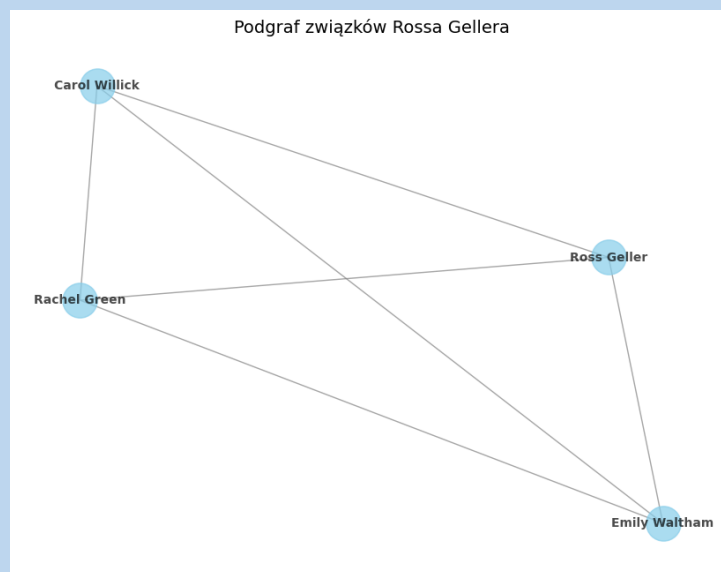 Podgraf związków Rossa Gellera
Carol Willick
Ross Geller
Rachel Green
Emily Waltham